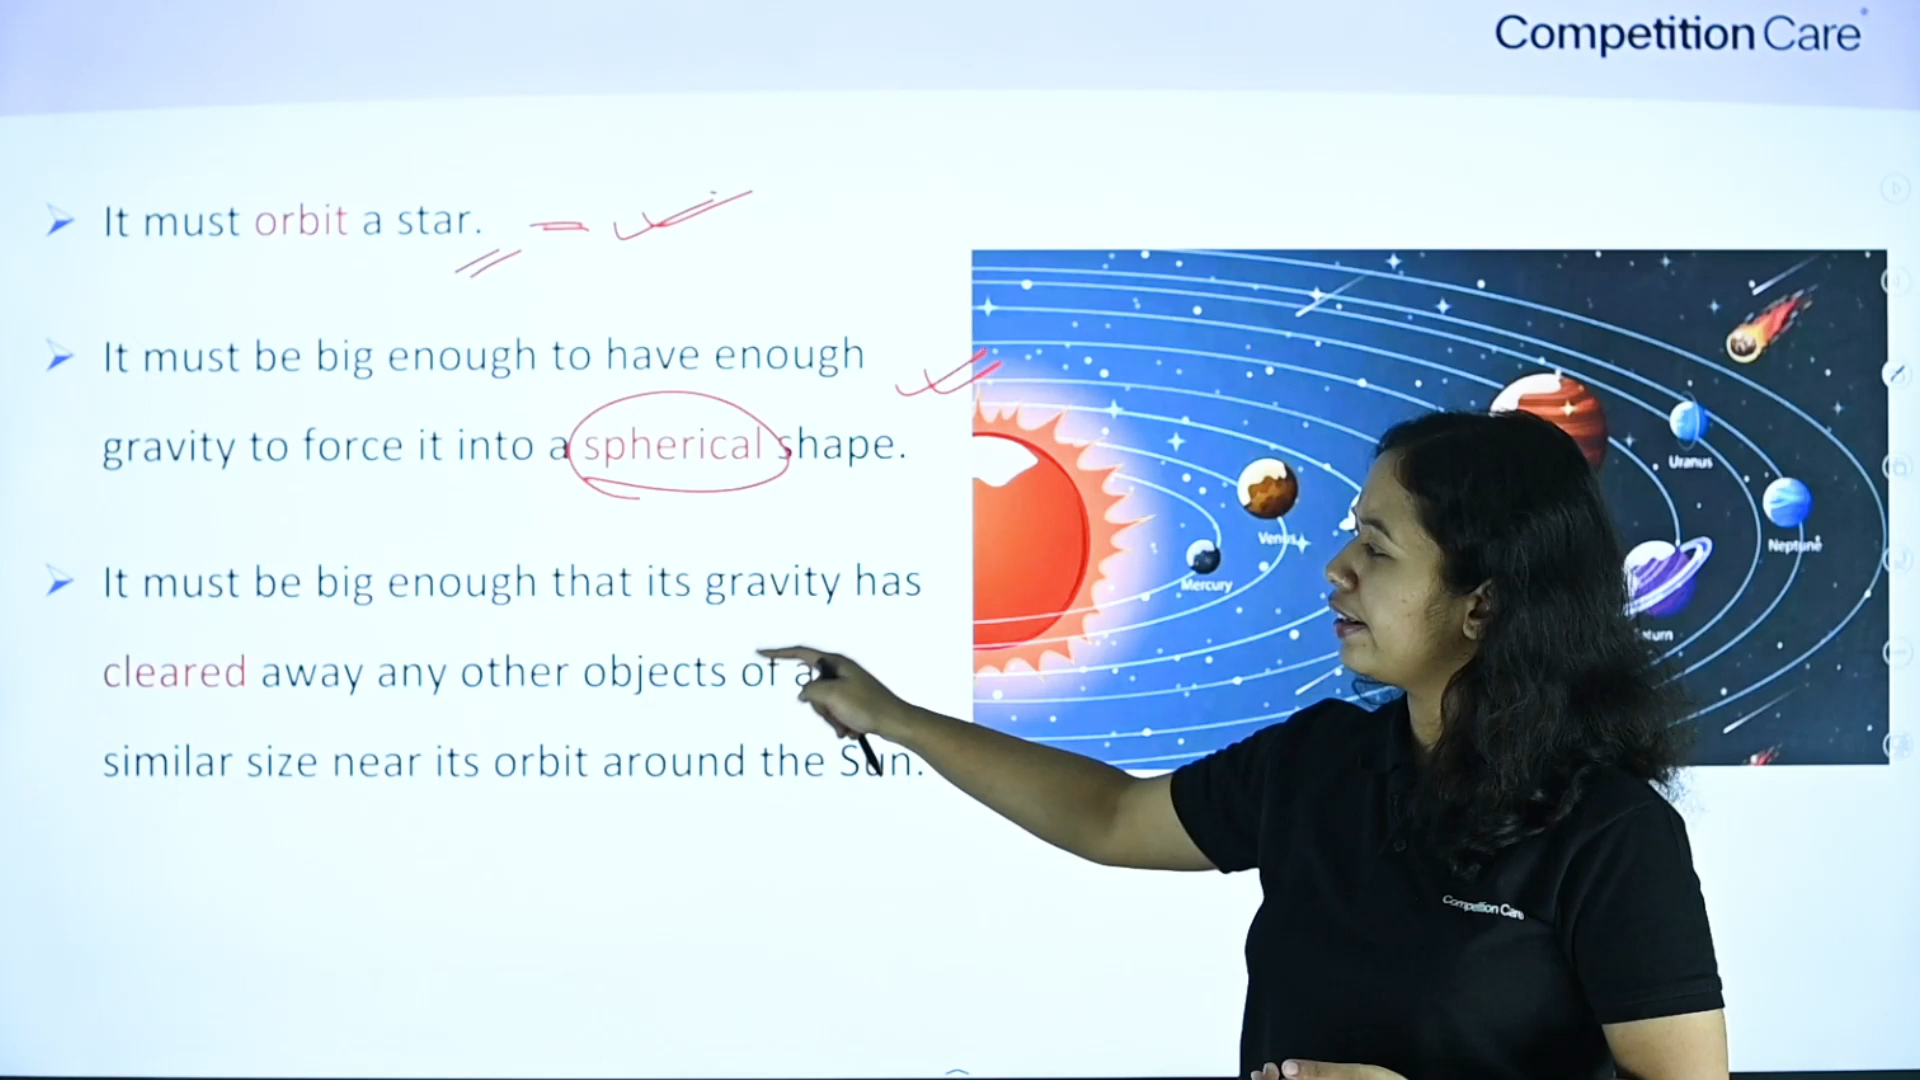 Competition Care
It must orbit a star.
It must be big enough to have enough
gravity to force it into a spherical shape.
It must be big enough that its gravity has
cleared away any other objects of a
similar size near its orbit around the Sun.
Uranus
Venus
Neptune
Mercury
Competition Care